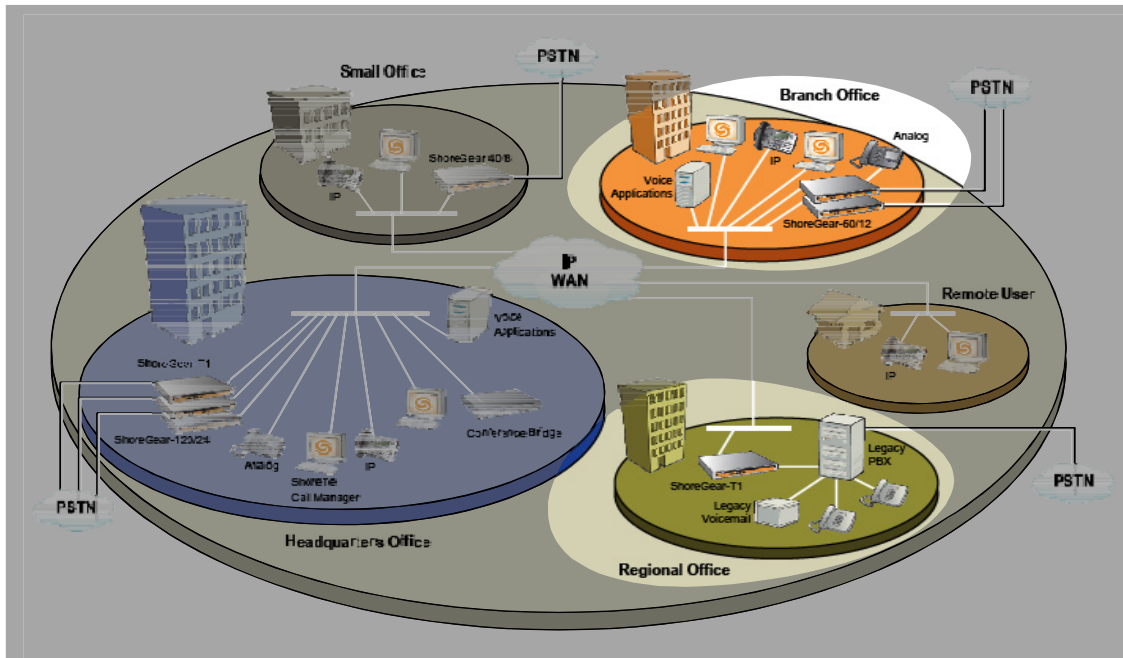 PSTN
Small Office
PSTN
Branch Office
Analog
IP
ShoreGear-40/8
IP
Voice
Applications
ShoreGear-60/12
IP
WAN
Remote User
IP
Voice
Applications
ShoreGear-T1
ShoreGear-120/24
Analog
IP
Conference Bridge
ShoreTel
Call Manager
PSTN
Headquarters Office
Legacy
PBX
ShoreGear-T1
Legacy
Voicemail
PSTN
Regional Office